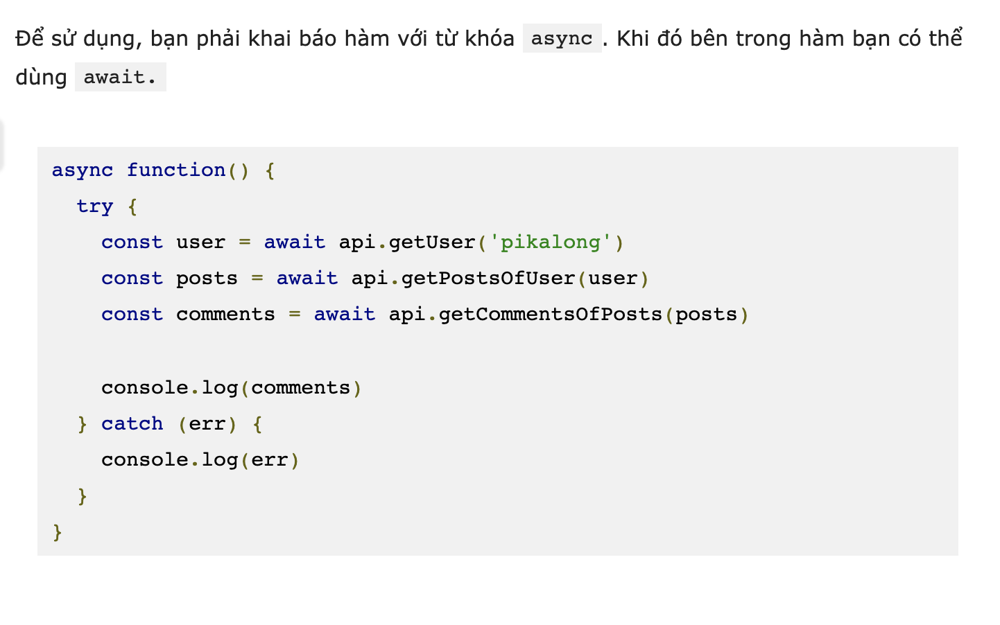 Để sử dụng, bạn phải khai báo hàm với từ khóa async . Khi đó bên trong hàm bạn có thể
dùng await.
async function() {
  try {
    const user = await api.getUser('pikalong')
    const posts = await api.getPostsOfUser(user)
    const comments = await api.getCommentsOfPosts(posts)

    console.log(comments)
  } catch (err) {
    console.log(err)
  }
}